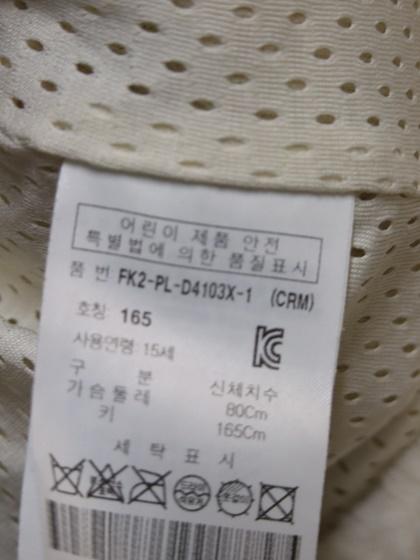 어린이 제품 안전
특별법에 의한 품질표시
품 번 FK2-PL-D4103X-1 (CRM)
호칭: 165
사용연령: 15세
구 분 신체치수
가슴둘레 80Cm
키 165Cm
세 탁 표 시